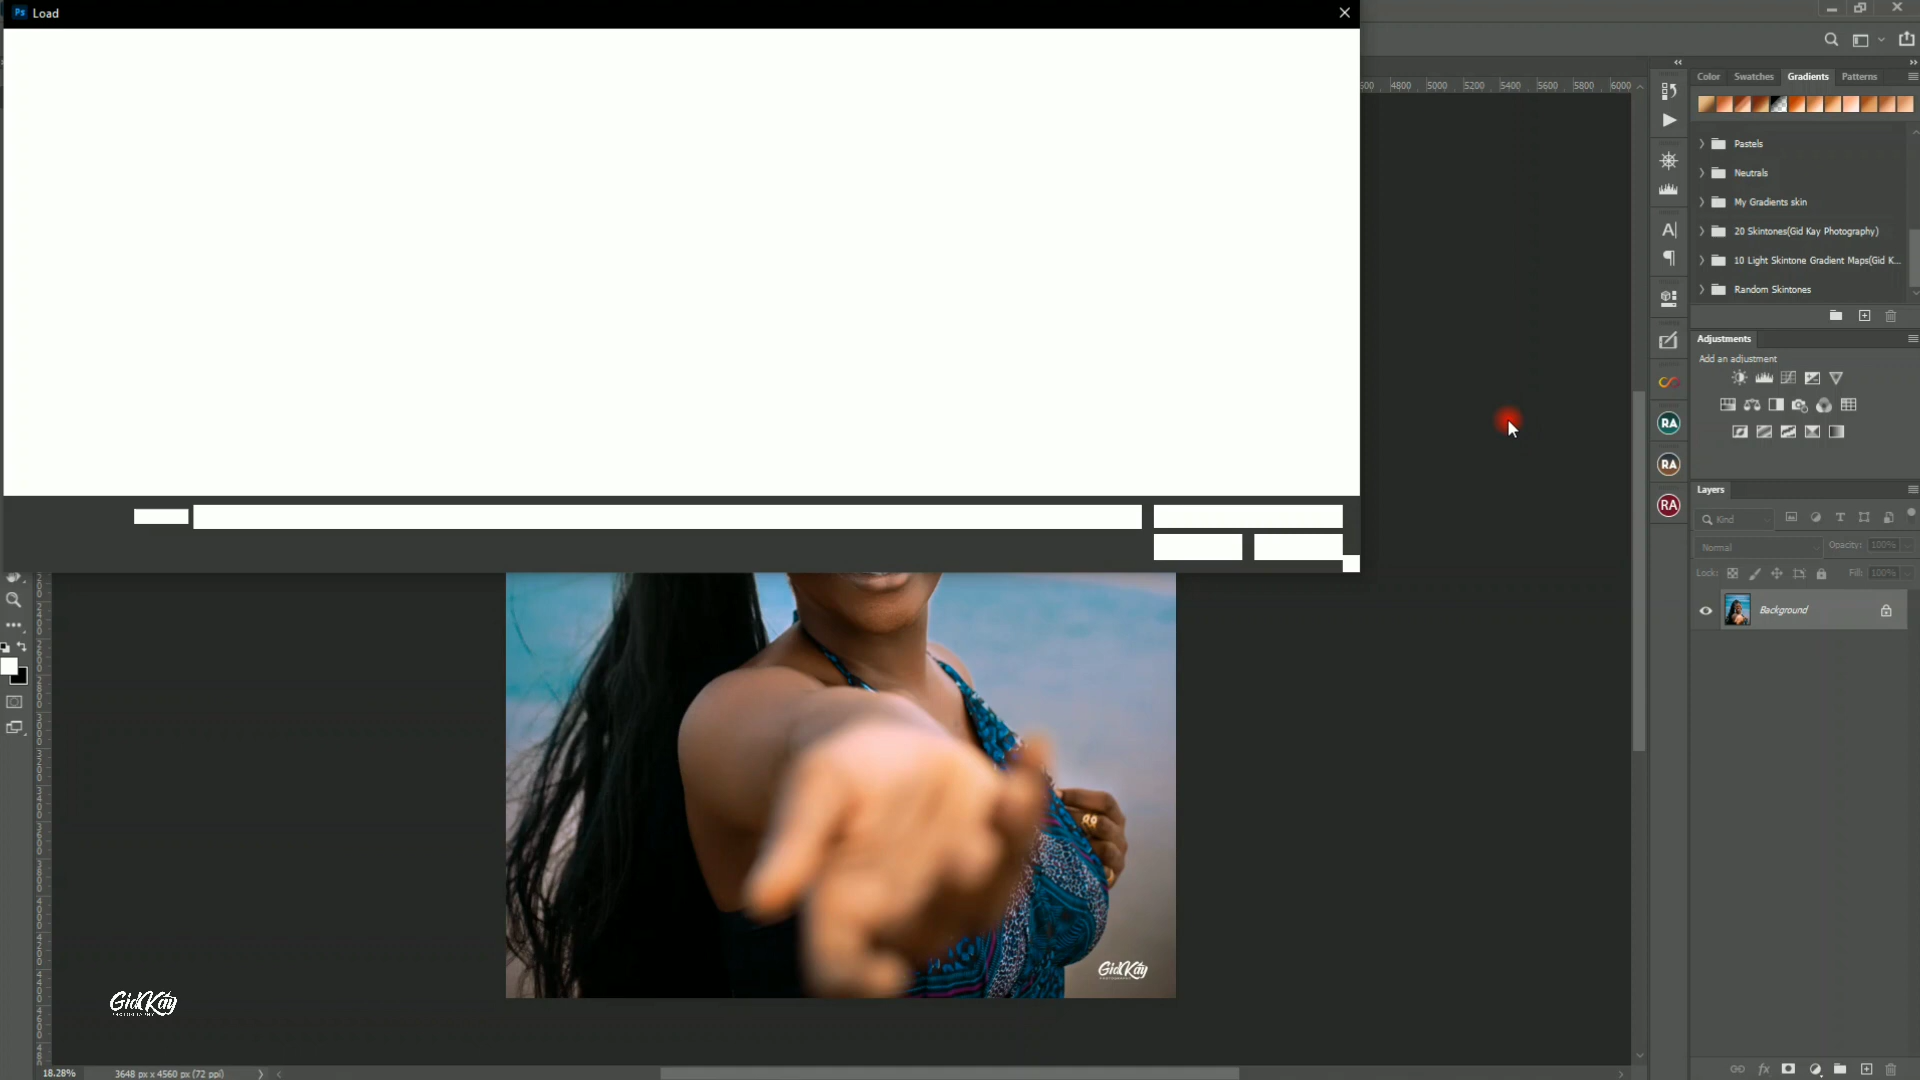 Ps Load
4800 5000 5200 5400 5600 5800 6000
Color Swatches Gradients Patterns
Pastels
Neutrals
My Gradients skin
20 Skintones(Gid Kay Photography)
10 Light Skintone Gradient Maps(Gid K...
Random Skintones
Adjustments
Add an adjustment
RA
RA
RA
Layers
Kind
Normal Opacity: 100%
Lock: Fill: 100%
Background
GidKay
GidKay
PHOTOGRAPHY
18.28% 3648 px x 4560 px (72 ppi)